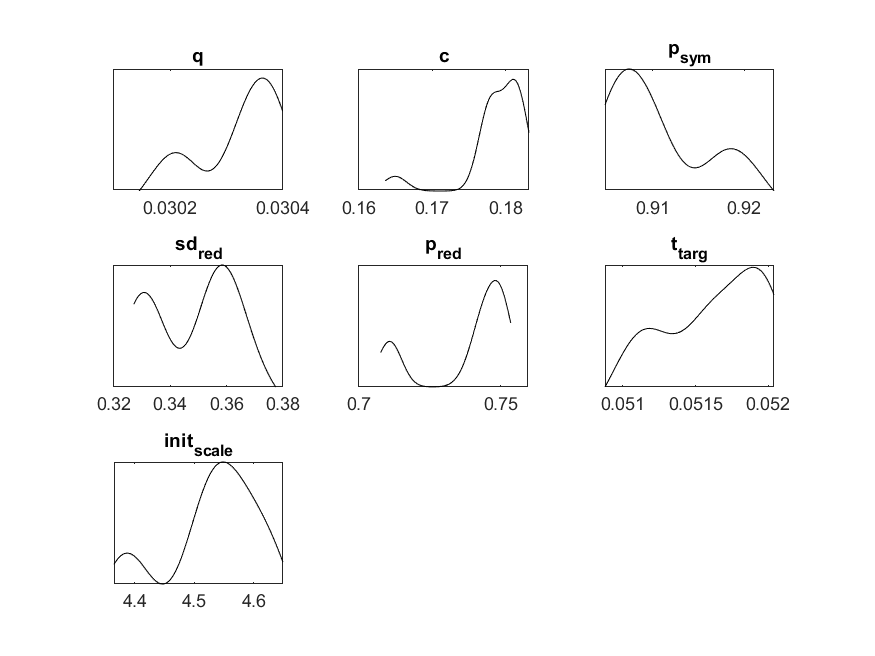 q c p_sym
0.0302 0.0304 0.16 0.17 0.18 0.91 0.92
sd_red p_red t_targ
0.32 0.34 0.36 0.38 0.7 0.75 0.051 0.0515 0.052
init_scale
4.4 4.5 4.6